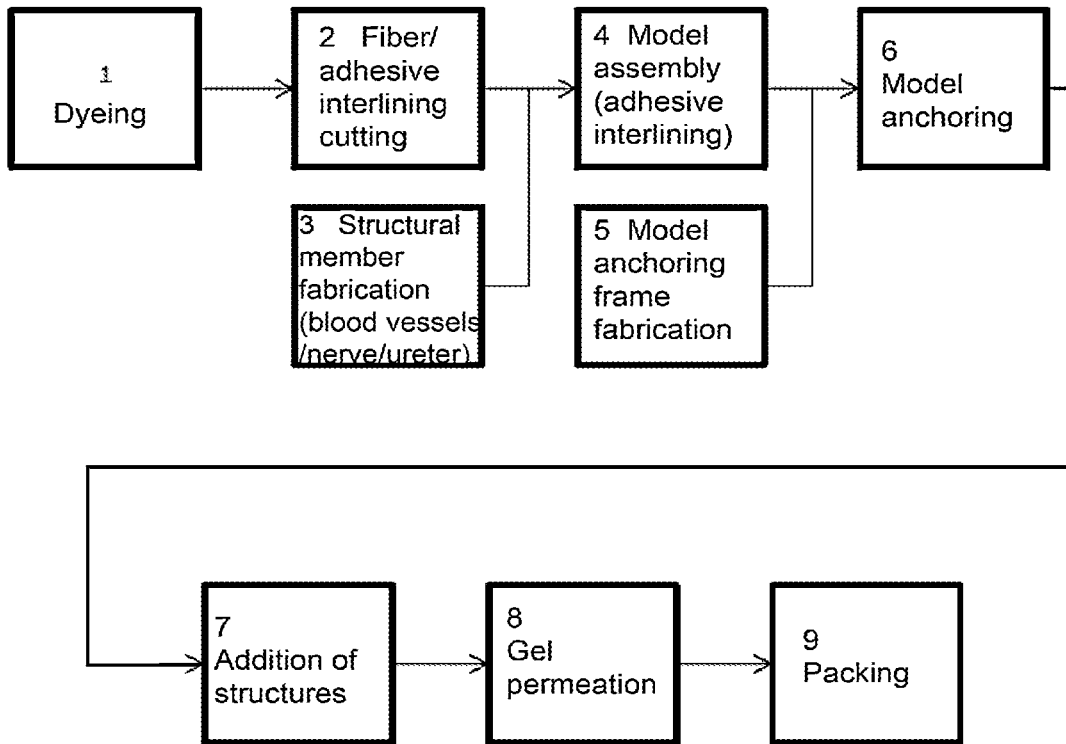 1
Dyeing
2 Fiber/
adhesive
interlining
cutting
4 Model
assembly
(adhesive
interlining)
6
Model
anchoring
3 Structural
member
fabrication
(blood vessels
/nerve/ureter)
5 Model
anchoring
frame
fabrication
7
Addition of
structures
8
Gel
permeation
9
Packing